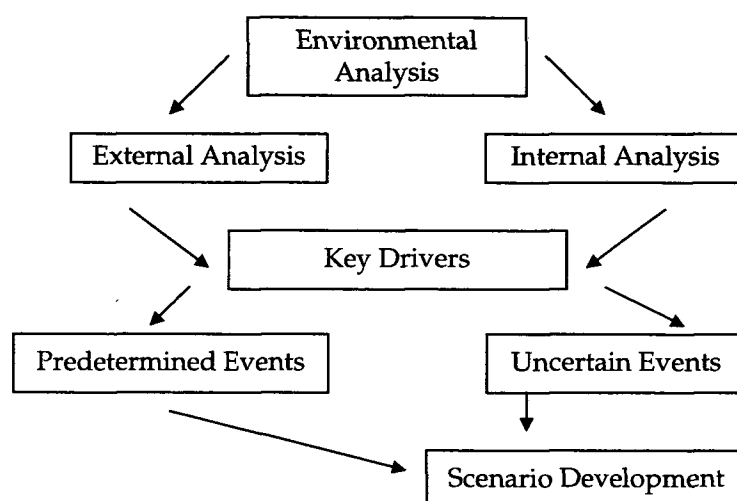 Environmental
Analysis
External Analysis
Internal Analysis
Key Drivers
Predetermined Events
Uncertain Events
Scenario Development